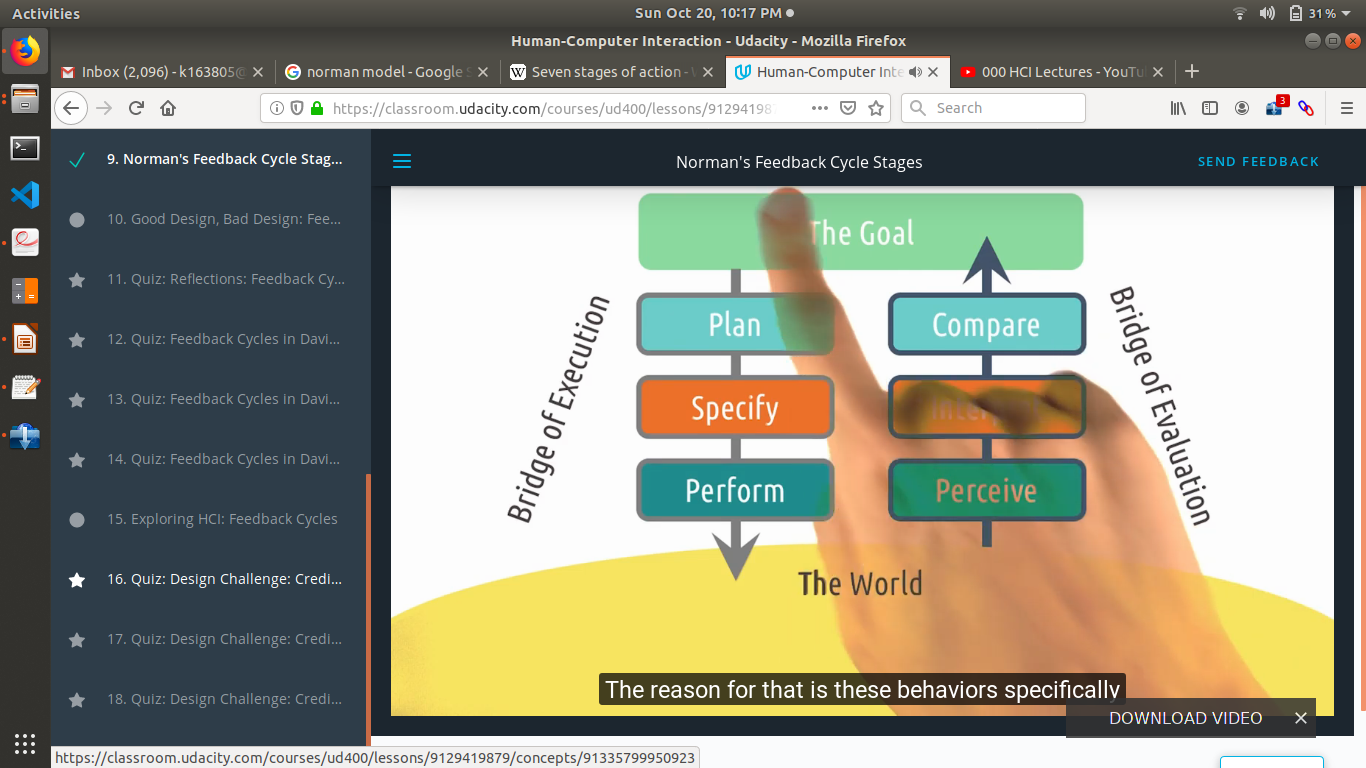 Activities
Sun Oct 20, 10:17 PM
31%
Human-Computer Interaction - Udacity - Mozilla Firefox
Inbox (2,096) - k163805@
norman model - Google S
Seven stages of action -
Human-Computer Inte
000 HCI Lectures - YouTu
https://classroom.udacity.com/courses/ud400/lessons/912941987
Search
3
9. Norman's Feedback Cycle Stag...
Norman's Feedback Cycle Stages
SEND FEEDBACK
10. Good Design, Bad Design: Fee...
11. Quiz: Reflections: Feedback Cy...
12. Quiz: Feedback Cycles in Davi...
13. Quiz: Feedback Cycles in Davi...
14. Quiz: Feedback Cycles in Davi...
15. Exploring HCI: Feedback Cycles
16. Quiz: Design Challenge: Credi...
17. Quiz: Design Challenge: Credi...
18. Quiz: Design Challenge: Credi...
The Goal
Bridge of Execution
Plan
Specify
Perform
Compare
Interpret
Perceive
Bridge of Evaluation
The World
The reason for that is these behaviors specifically
DOWNLOAD VIDEO
https://classroom.udacity.com/courses/ud400/lessons/9129419879/concepts/91335799950923